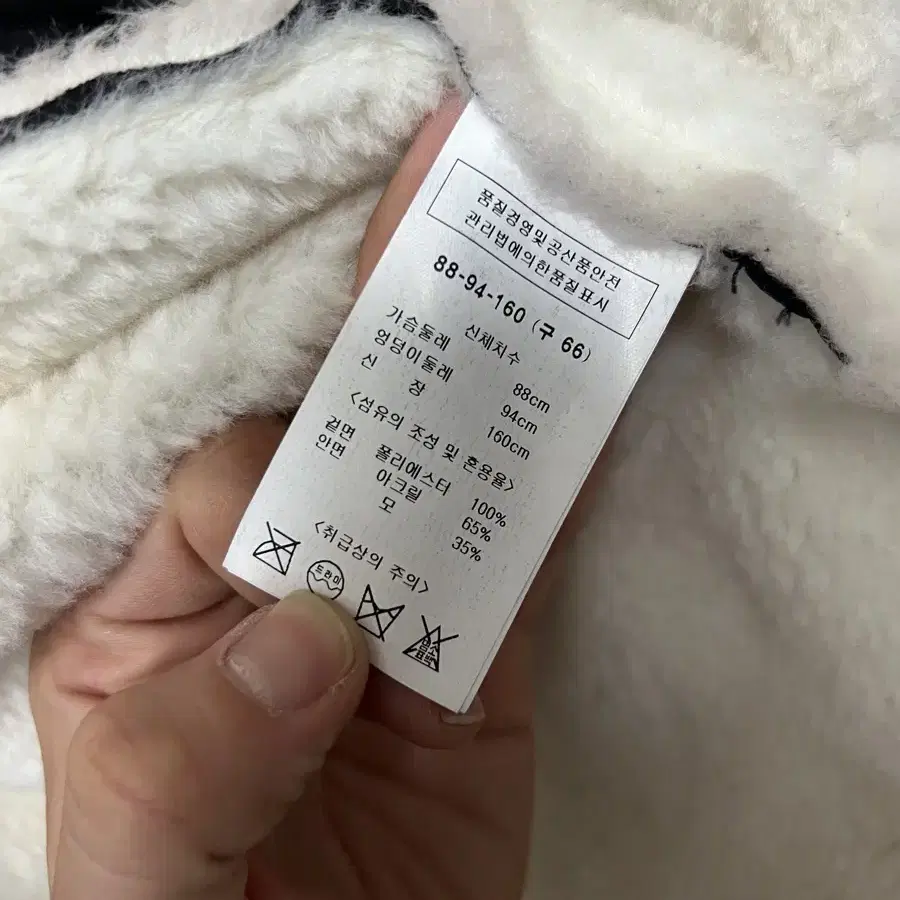 품질경영및공산품안전
관리법에의한품질표시
88-94-160 (구 66)
신체치수
가슴둘레 88cm
엉덩이둘레 94cm
신 장 160cm
<섬유의 조성 및 혼용율>
겉면 폴리에스터 100%
안면 아크릴 65%
모 35%
<취급상의 주의>
드라이
염소
표백